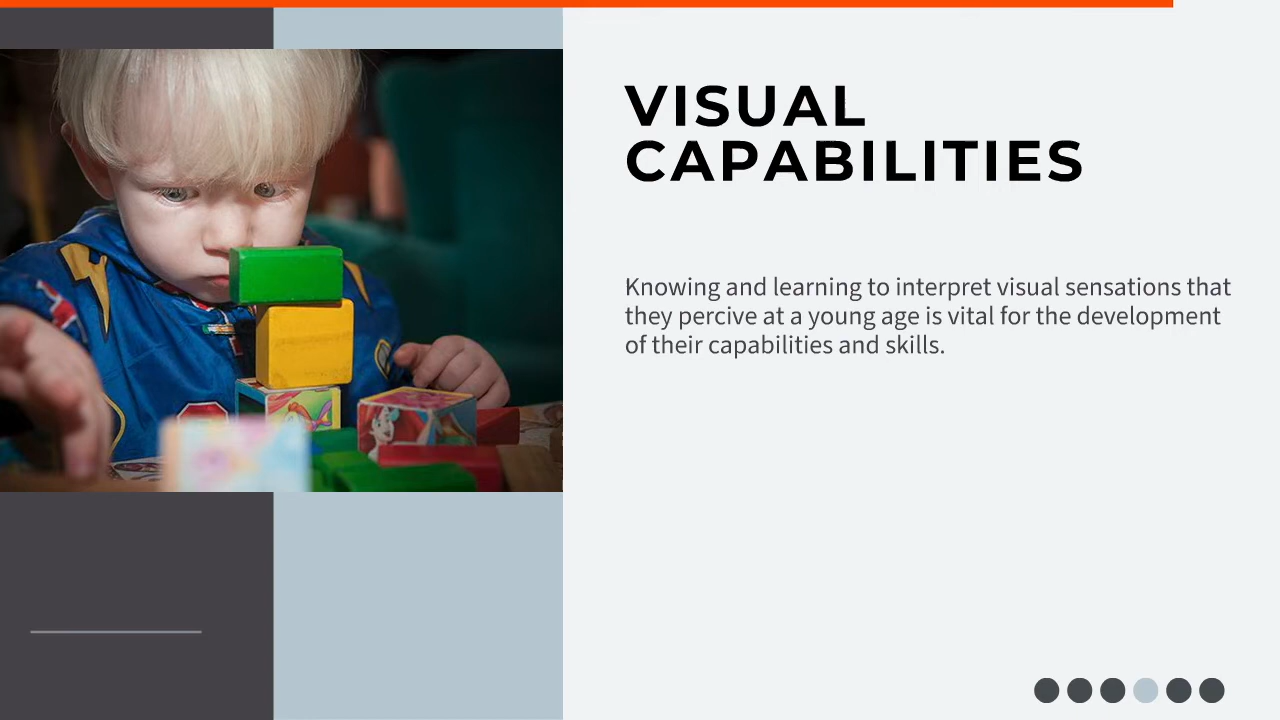 VISUAL
CAPABILITIES
Knowing and learning to interpret visual sensations that
they percive at a young age is vital for the development
of their capabilities and skills.